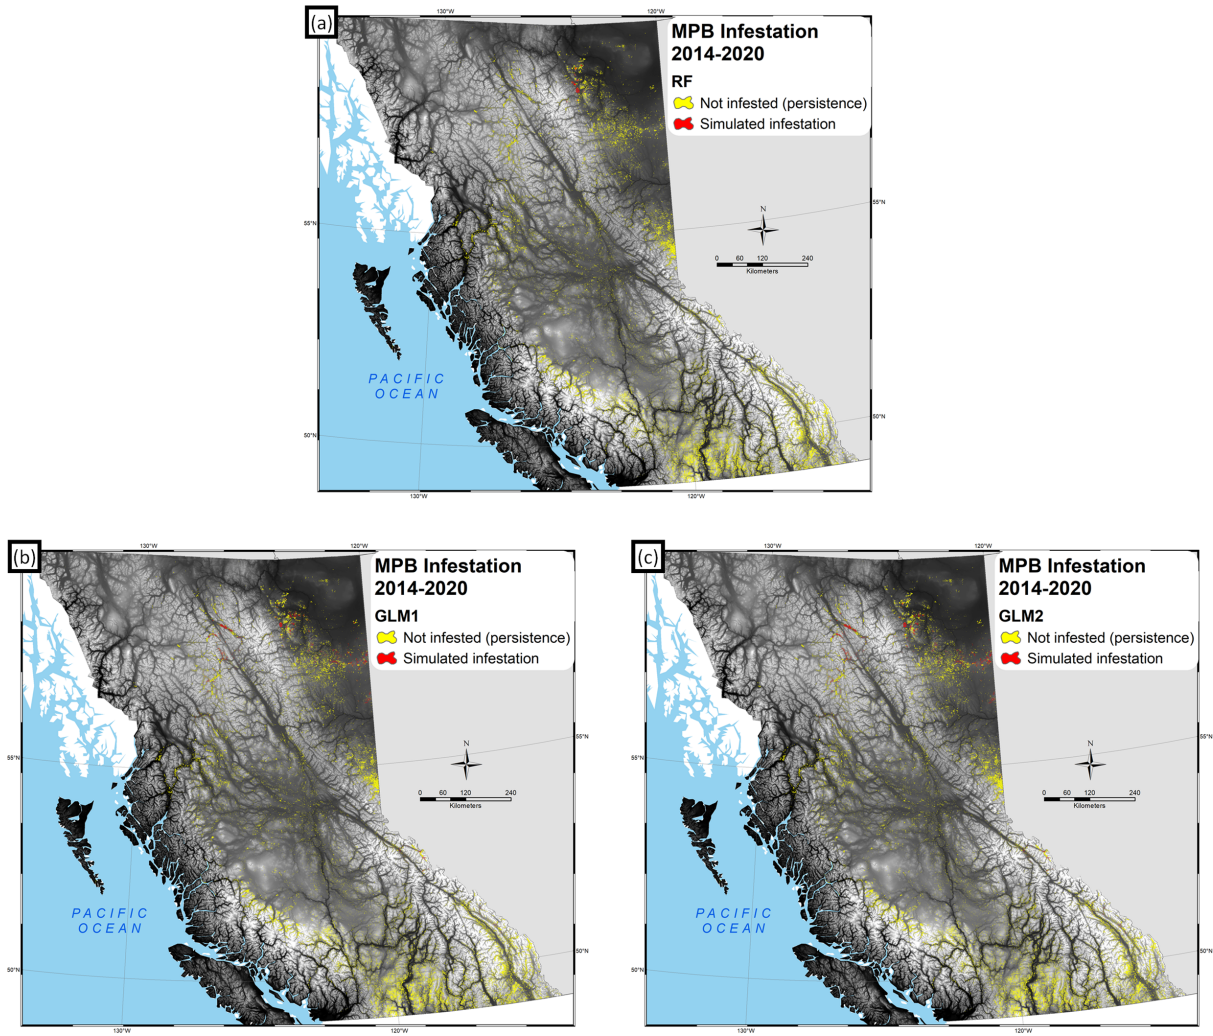 (a)
130°W
120°W
MPB Infestation
2014-2020
RF
Not infested (persistence)
Simulated infestation
55°N
55°N
N
0 60 120 240
Kilometers
PACIFIC
OCEAN
50°N
50°N
130°W
120°W
(b)
130°W
120°W
MPB Infestation
2014-2020
GLM1
Not infested (persistence)
Simulated infestation
55°N
55°N
N
0 60 120 240
Kilometers
PACIFIC
OCEAN
50°N
50°N
130°W
120°W
(c)
130°W
120°W
MPB Infestation
2014-2020
GLM2
Not infested (persistence)
Simulated infestation
55°N
55°N
N
0 60 120 240
Kilometers
PACIFIC
OCEAN
50°N
50°N
130°W
120°W